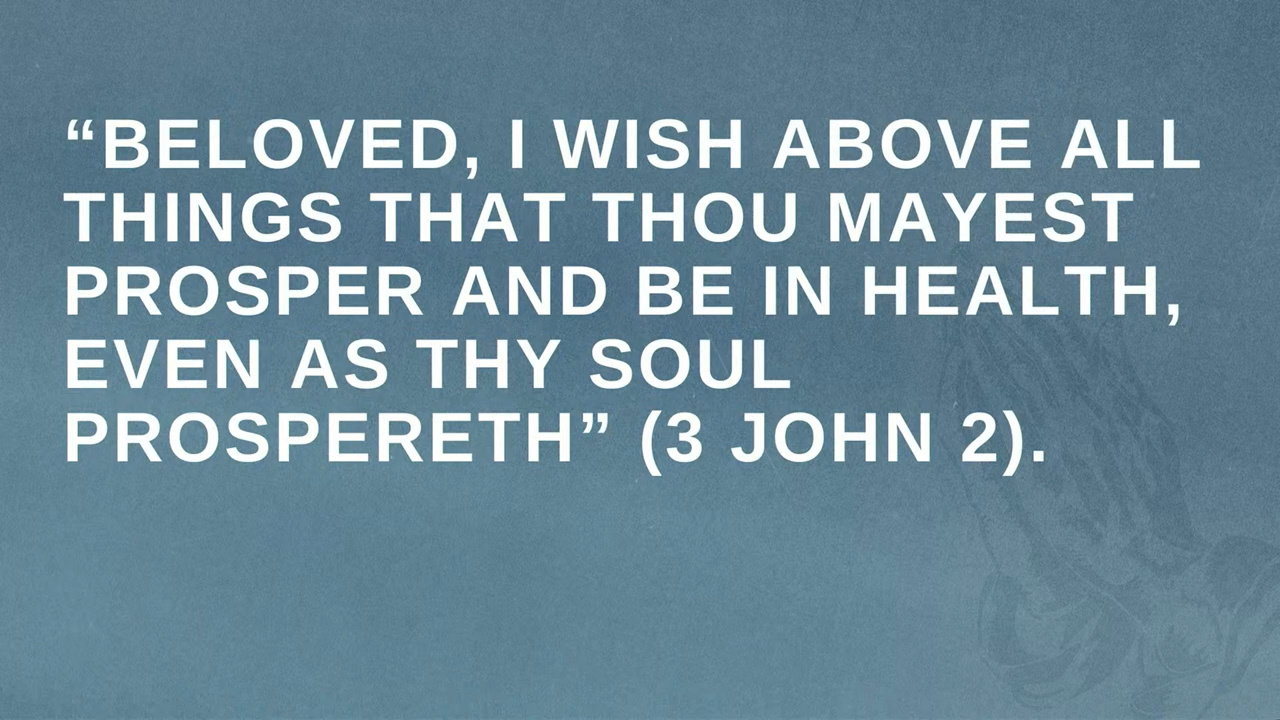 “BELOVED, I WISH ABOVE ALL
THINGS THAT THOU MAYEST
PROSPER AND BE IN HEALTH,
EVEN AS THY SOUL
PROSPERETH” (3 JOHN 2).